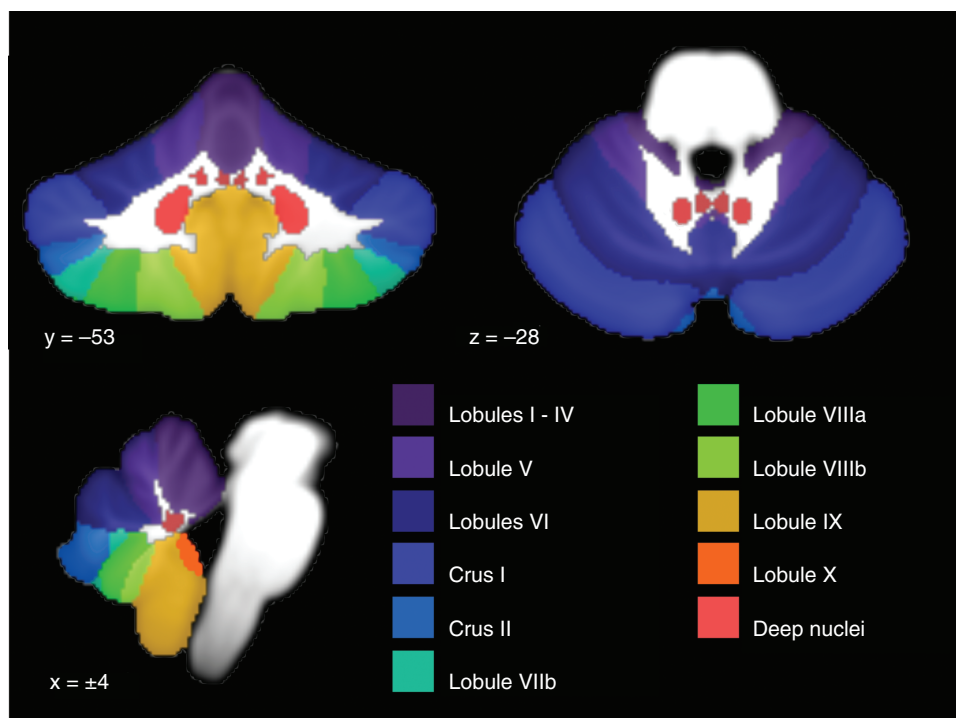 y = –53
z = –28
x = ±4
Lobules I - IV
Lobule V
Lobules VI
Crus I
Crus II
Lobule VIIb
Lobule VIIIa
Lobule VIIIb
Lobule IX
Lobule X
Deep nuclei